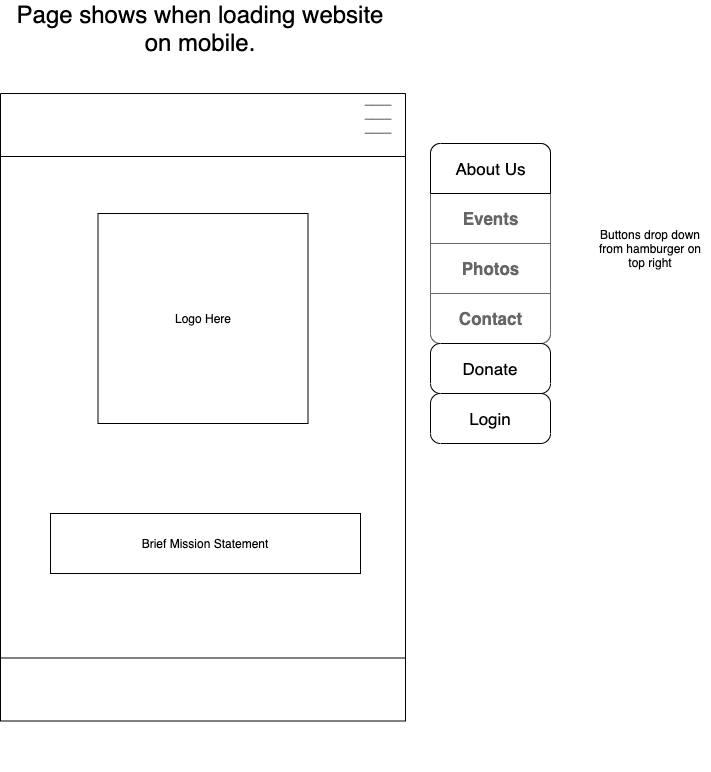 Page shows when loading website
on mobile.
About Us
Events
Photos
Contact
Donate
Login
Buttons drop down
from hamburger on
top right
Logo Here
Brief Mission Statement